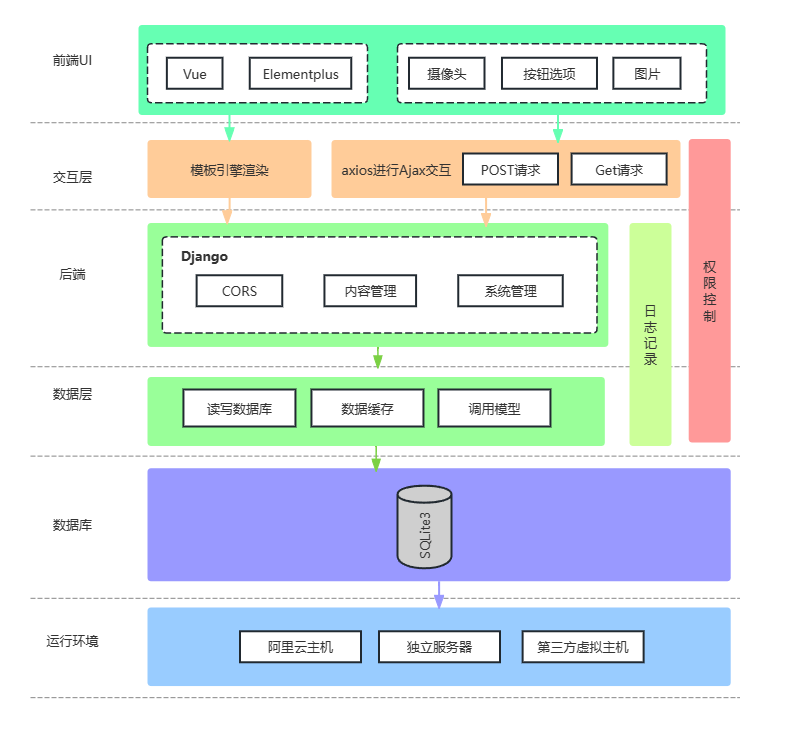 前端UI
Vue
Elementplus
摄像头
按钮选项
图片
交互层
模板引擎渲染
axios进行Ajax交互
POST请求
Get请求
权限控制
后端
Django
CORS
内容管理
系统管理
日志记录
数据层
读写数据库
数据缓存
调用模型
数据库
SQLite3
运行环境
阿里云主机
独立服务器
第三方虚拟主机